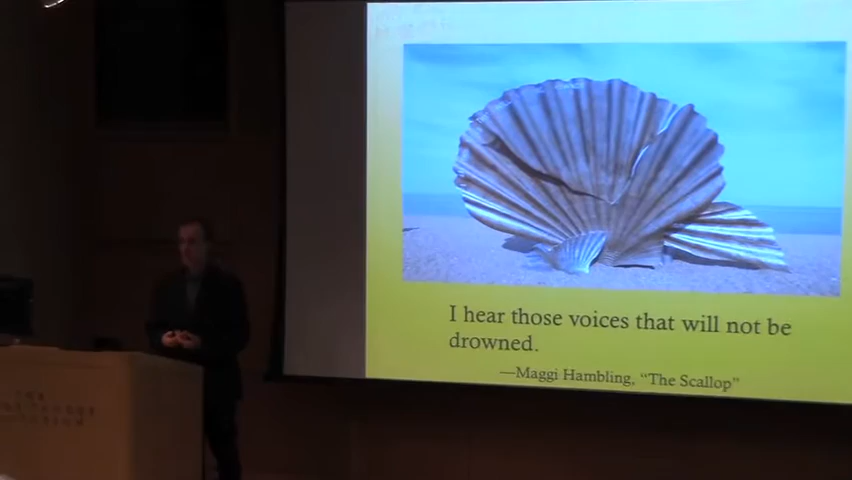 I hear those voices that will not be
drowned.
—Maggi Hambling, “The Scallop”